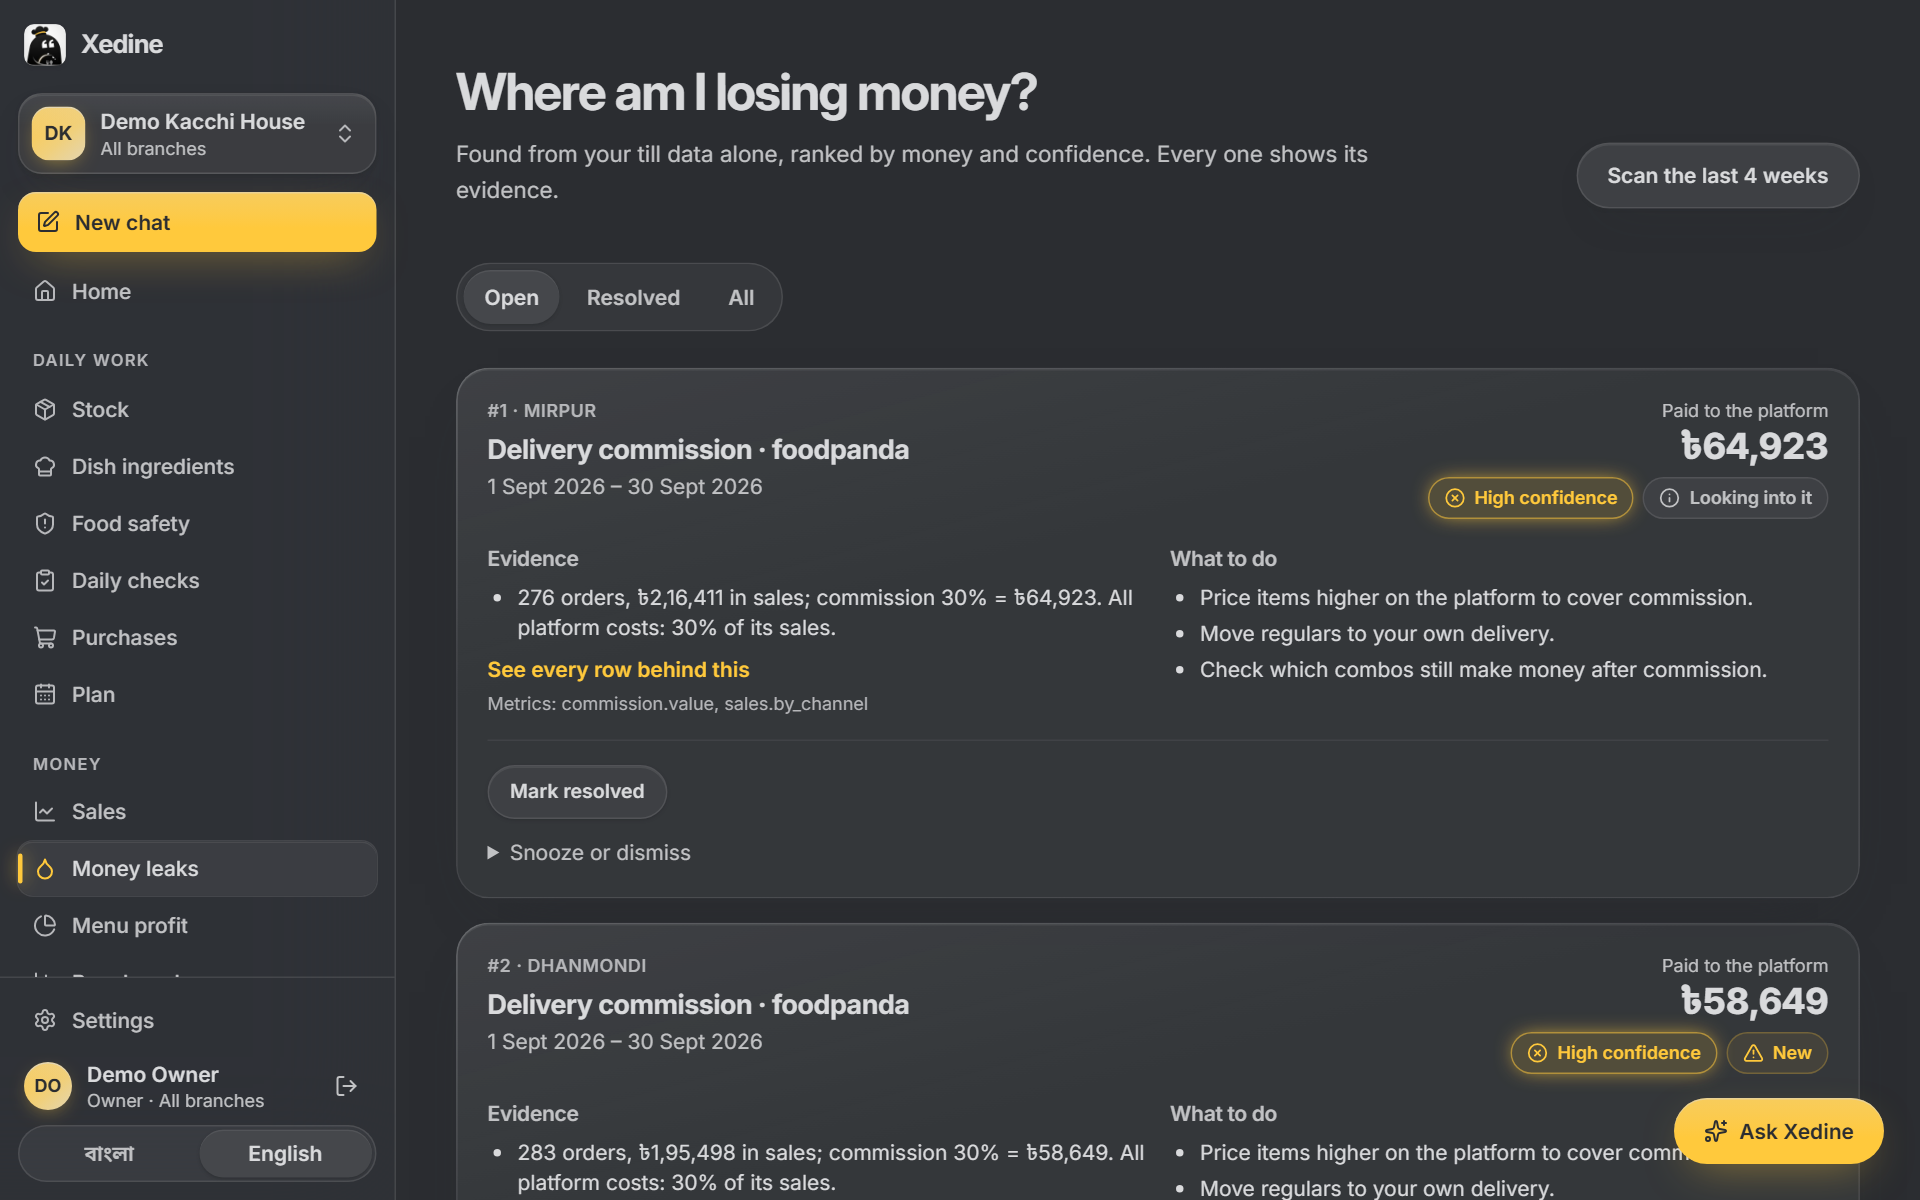 Xedine
DK
Demo Kacchi House
All branches
New chat
Home
DAILY WORK
Stock
Dish ingredients
Food safety
Daily checks
Purchases
Plan
MONEY
Sales
Money leaks
Menu profit
Settings
DO
Demo Owner
Owner · All branches
বাংলা
English
Where am I losing money?
Found from your till data alone, ranked by money and confidence. Every one shows its
evidence.
Scan the last 4 weeks
Open
Resolved
All
#1 · MIRPUR
Delivery commission · foodpanda
1 Sept 2026 – 30 Sept 2026
Paid to the platform
৳64,923
High confidence
Looking into it
Evidence
• 276 orders, ৳2,16,411 in sales; commission 30% = ৳64,923. All
platform costs: 30% of its sales.
See every row behind this
Metrics: commission.value, sales.by_channel
What to do
• Price items higher on the platform to cover commission.
• Move regulars to your own delivery.
• Check which combos still make money after commission.
Mark resolved
Snooze or dismiss
#2 · DHANMONDI
Delivery commission · foodpanda
1 Sept 2026 – 30 Sept 2026
Paid to the platform
৳58,649
High confidence
New
Evidence
• 283 orders, ৳1,95,498 in sales; commission 30% = ৳58,649. All
platform costs: 30% of its sales.
What to do
• Price items higher on the platform to cover comm
• Move regulars to your own delivery.
Ask Xedine